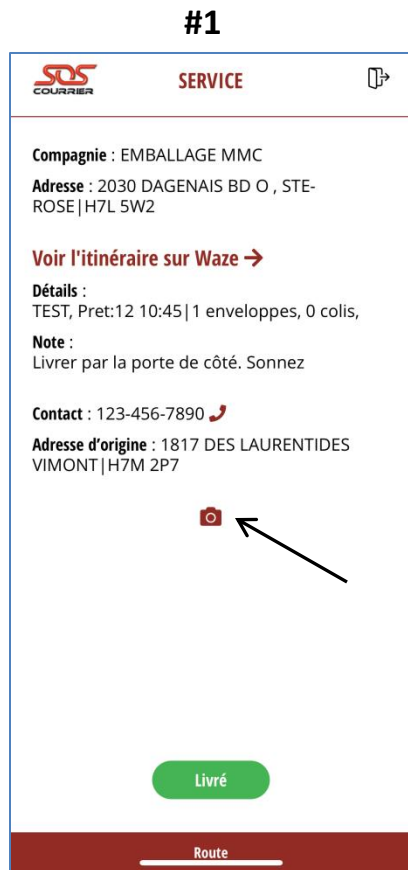 #1
SOS
COURRIER
SERVICE
Compagnie : EMBALLAGE MMC
Adresse : 2030 DAGENAIS BD O , STE-
ROSE|H7L 5W2
Voir l'itinéraire sur Waze →
Détails :
TEST, Pret:12 10:45|1 enveloppes, 0 colis,
Note :
Livrer par la porte de côté. Sonnez
Contact : 123-456-7890
Adresse d'origine : 1817 DES LAURENTIDES
VIMONT|H7M 2P7
Livré
Route